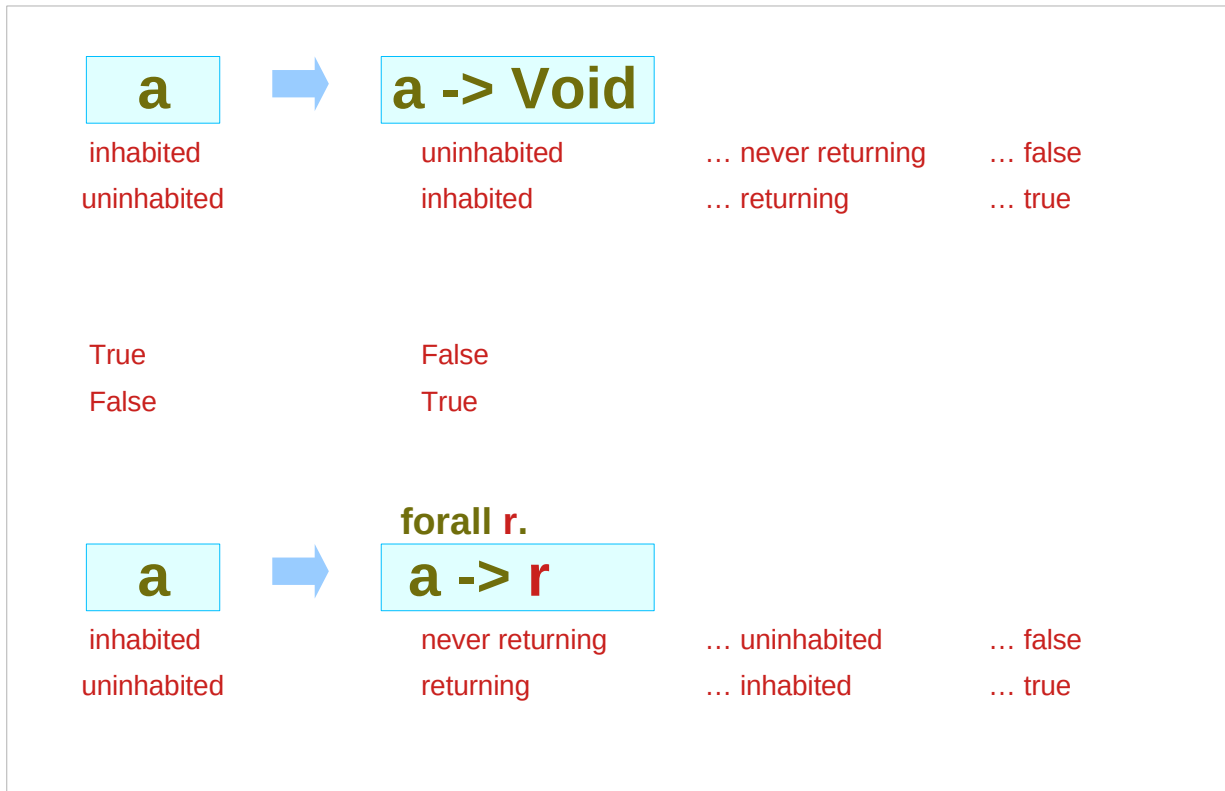 a a -> Void
inhabited uninhabited … never returning … false
uninhabited inhabited … returning … true
True False
False True
forall r.
a a -> r
inhabited never returning … uninhabited … false
uninhabited returning … inhabited … true